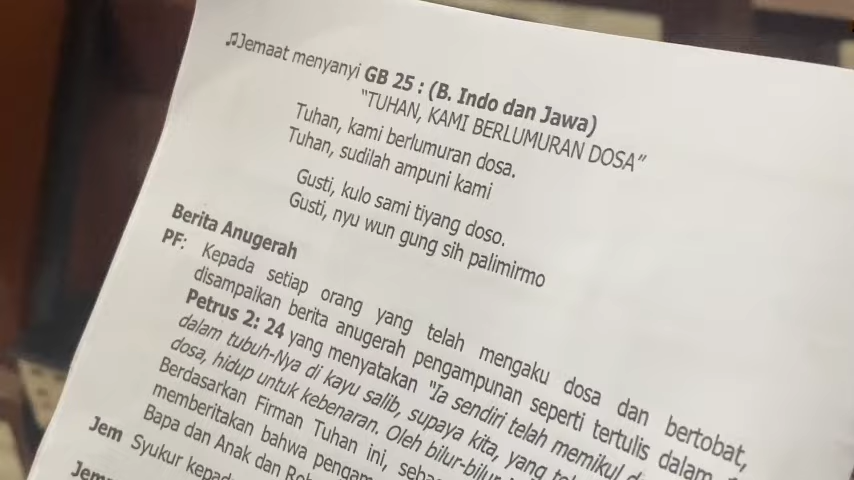 ♫Jemaat menyanyi GB 25 : (B. Indo dan Jawa)
"TUHAN, KAMI BERLUMURAN DOSA"
Tuhan, kami berlumuran dosa.
Tuhan, sudilah ampuni kami
Gusti, kulo sami tiyang doso.
Gusti, nyu wun gung sih palimirmo
Berita Anugerah
PF: Kepada setiap orang yang telah mengaku dosa dan bertobat,
disampaikan berita anugerah pengampunan seperti tertulis dalam
Petrus 2: 24 yang menyatakan "Ia sendiri telah memikul
dalam tubuh-Nya di kayu salib, supaya kita, yang
dosa, hidup untuk kebenaran. Oleh bilur-bilur
Berdasarkan Firman Tuhan ini,
memberitakan bahwa
Bapa dan Anak dan
Jem Syukur